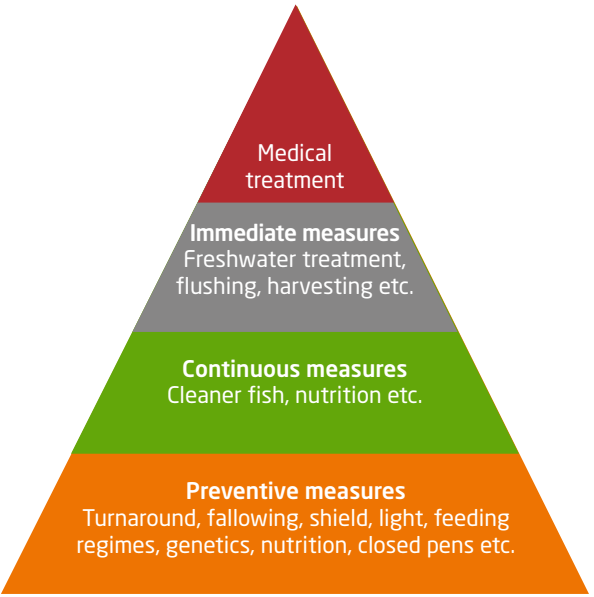 Medical
treatment
Immediate measures
Freshwater treatment,
flushing, harvesting etc.
Continuous measures
Cleaner fish, nutrition etc.
Preventive measures
Turnaround, fallowing, shield, light, feeding
regimes, genetics, nutrition, closed pens etc.